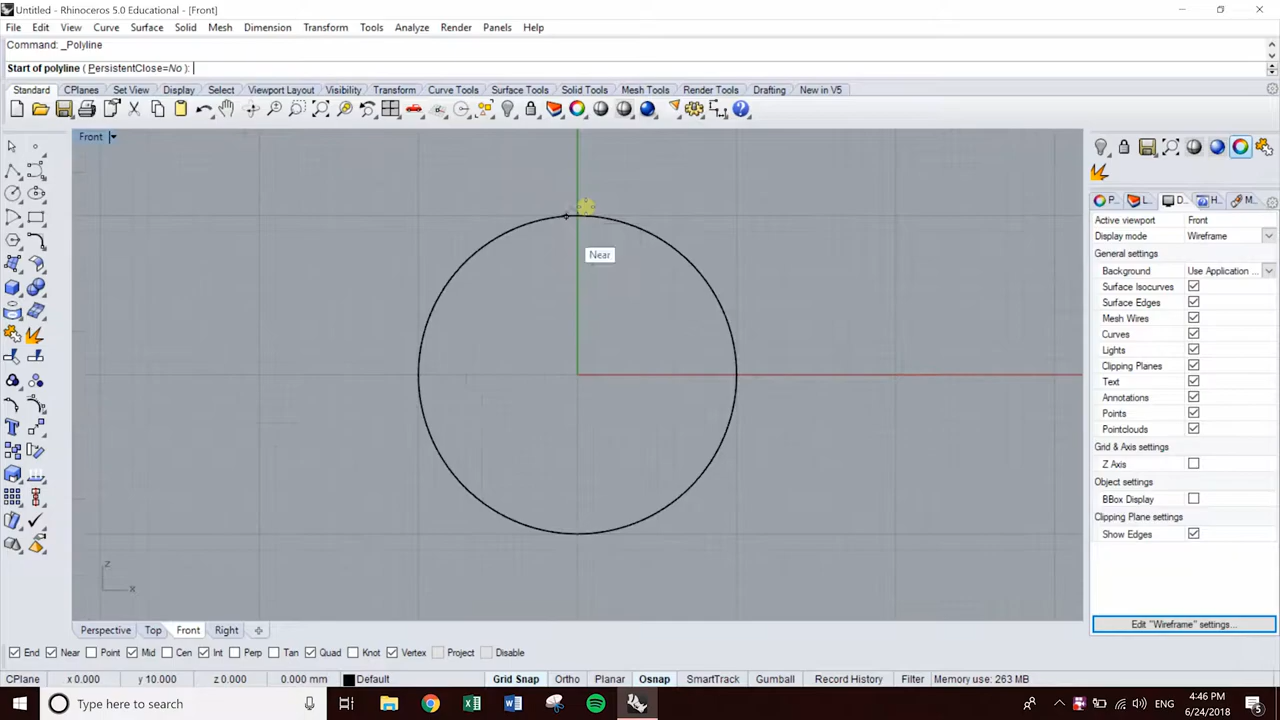 Untitled - Rhinoceros 5.0 Educational - [Front]
File Edit View Curve Surface Solid Mesh Dimension Transform Tools Analyze Render Panels Help
Command: _Polyline
Start of polyline ( PersistentClose=No ):
Standard CPlanes Set View Display Select Viewport Layout Visibility Transform Curve Tools Surface Tools Solid Tools Mesh Tools Render Tools Drafting New in V5
Front
Near
z
x
P... L... D... H... M...
Active viewport Front
Display mode Wireframe
General settings
Background Use Application ...
Surface Isocurves
Surface Edges
Mesh Wires
Curves
Lights
Clipping Planes
Text
Annotations
Points
Pointclouds
Grid & Axis settings
Z Axis
Object settings
BBox Display
Clipping Plane settings
Show Edges
Edit "Wireframe" settings...
Perspective Top Front Right
End Near Point Mid Cen Int Perp Tan Quad Knot Vertex Project Disable
CPlane x 0.000 y 10.000 z 0.000 0.000 mm Default Grid Snap Ortho Planar Osnap SmartTrack Gumball Record History Filter Memory use: 263 MB
Type here to search
ENG
4:46 PM
6/24/2018